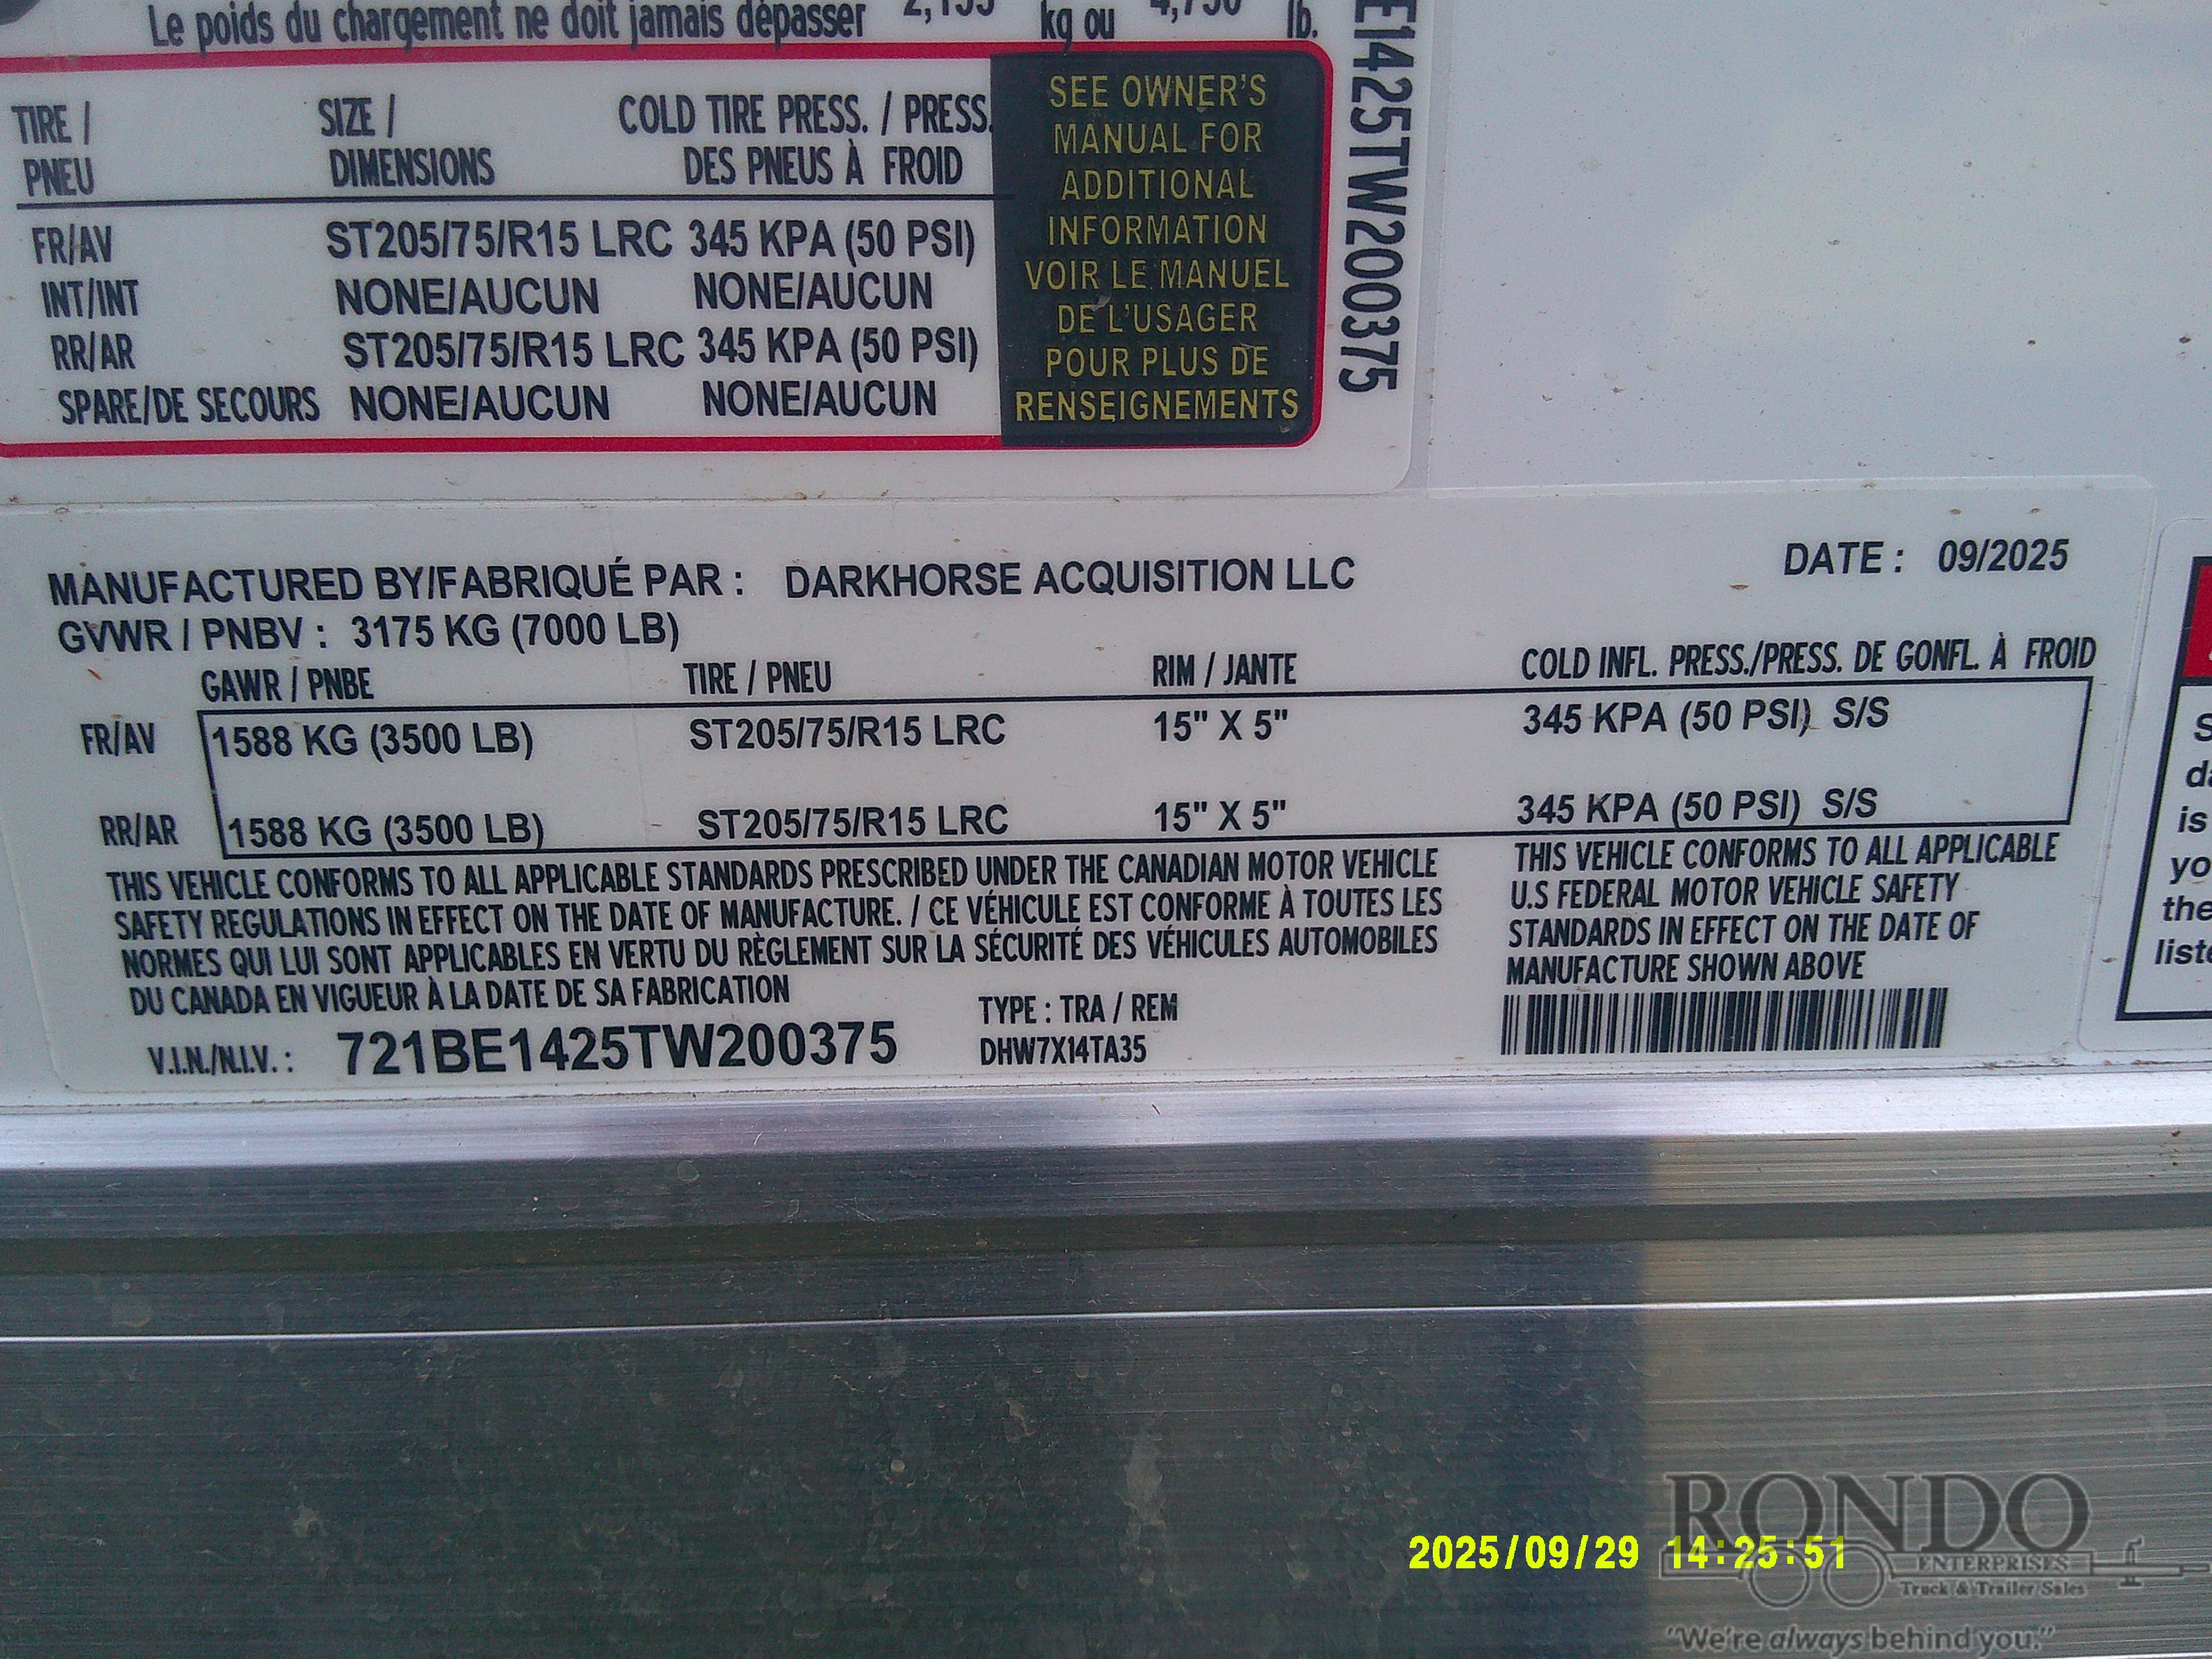 Le poids du chargement ne doit jamais dépasser kg ou lb.
TIRE / SIZE / COLD TIRE PRESS. / PRESS.
PNEU DIMENSIONS DES PNEUS À FROID
FR/AV ST205/75/R15 LRC 345 KPA (50 PSI)
INT/INT NONE/AUCUN NONE/AUCUN
RR/AR ST205/75/R15 LRC 345 KPA (50 PSI)
SPARE/DE SECOURS NONE/AUCUN NONE/AUCUN
SEE OWNER'S
MANUAL FOR
ADDITIONAL
INFORMATION
VOIR LE MANUEL
DE L'USAGER
POUR PLUS DE
RENSEIGNEMENTS
E1425TW200375
MANUFACTURED BY/FABRIQUÉ PAR : DARKHORSE ACQUISITION LLC DATE : 09/2025
GVWR / PNBV : 3175 KG (7000 LB)
GAWR / PNBE TIRE / PNEU RIM / JANTE COLD INFL. PRESS./PRESS. DE GONFL. À FROID
FR/AV 1588 KG (3500 LB) ST205/75/R15 LRC 15" X 5" 345 KPA (50 PSI) S/S
RR/AR 1588 KG (3500 LB) ST205/75/R15 LRC 15" X 5" 345 KPA (50 PSI) S/S
THIS VEHICLE CONFORMS TO ALL APPLICABLE STANDARDS PRESCRIBED UNDER THE CANADIAN MOTOR VEHICLE
SAFETY REGULATIONS IN EFFECT ON THE DATE OF MANUFACTURE. / CE VÉHICULE EST CONFORME À TOUTES LES
NORMES QUI LUI SONT APPLICABLES EN VERTU DU RÈGLEMENT SUR LA SÉCURITÉ DES VÉHICULES AUTOMOBILES
DU CANADA EN VIGUEUR À LA DATE DE SA FABRICATION
THIS VEHICLE CONFORMS TO ALL APPLICABLE
U.S FEDERAL MOTOR VEHICLE SAFETY
STANDARDS IN EFFECT ON THE DATE OF
MANUFACTURE SHOWN ABOVE
V.I.N./N.I.V. : 721BE1425TW200375
TYPE : TRA / REM
DHW7X14TA35
is
yo
the
2025/09/29 14:25:51
RONDO
ENTERPRISES
Truck & Trailer Sales
"We're always behind you."